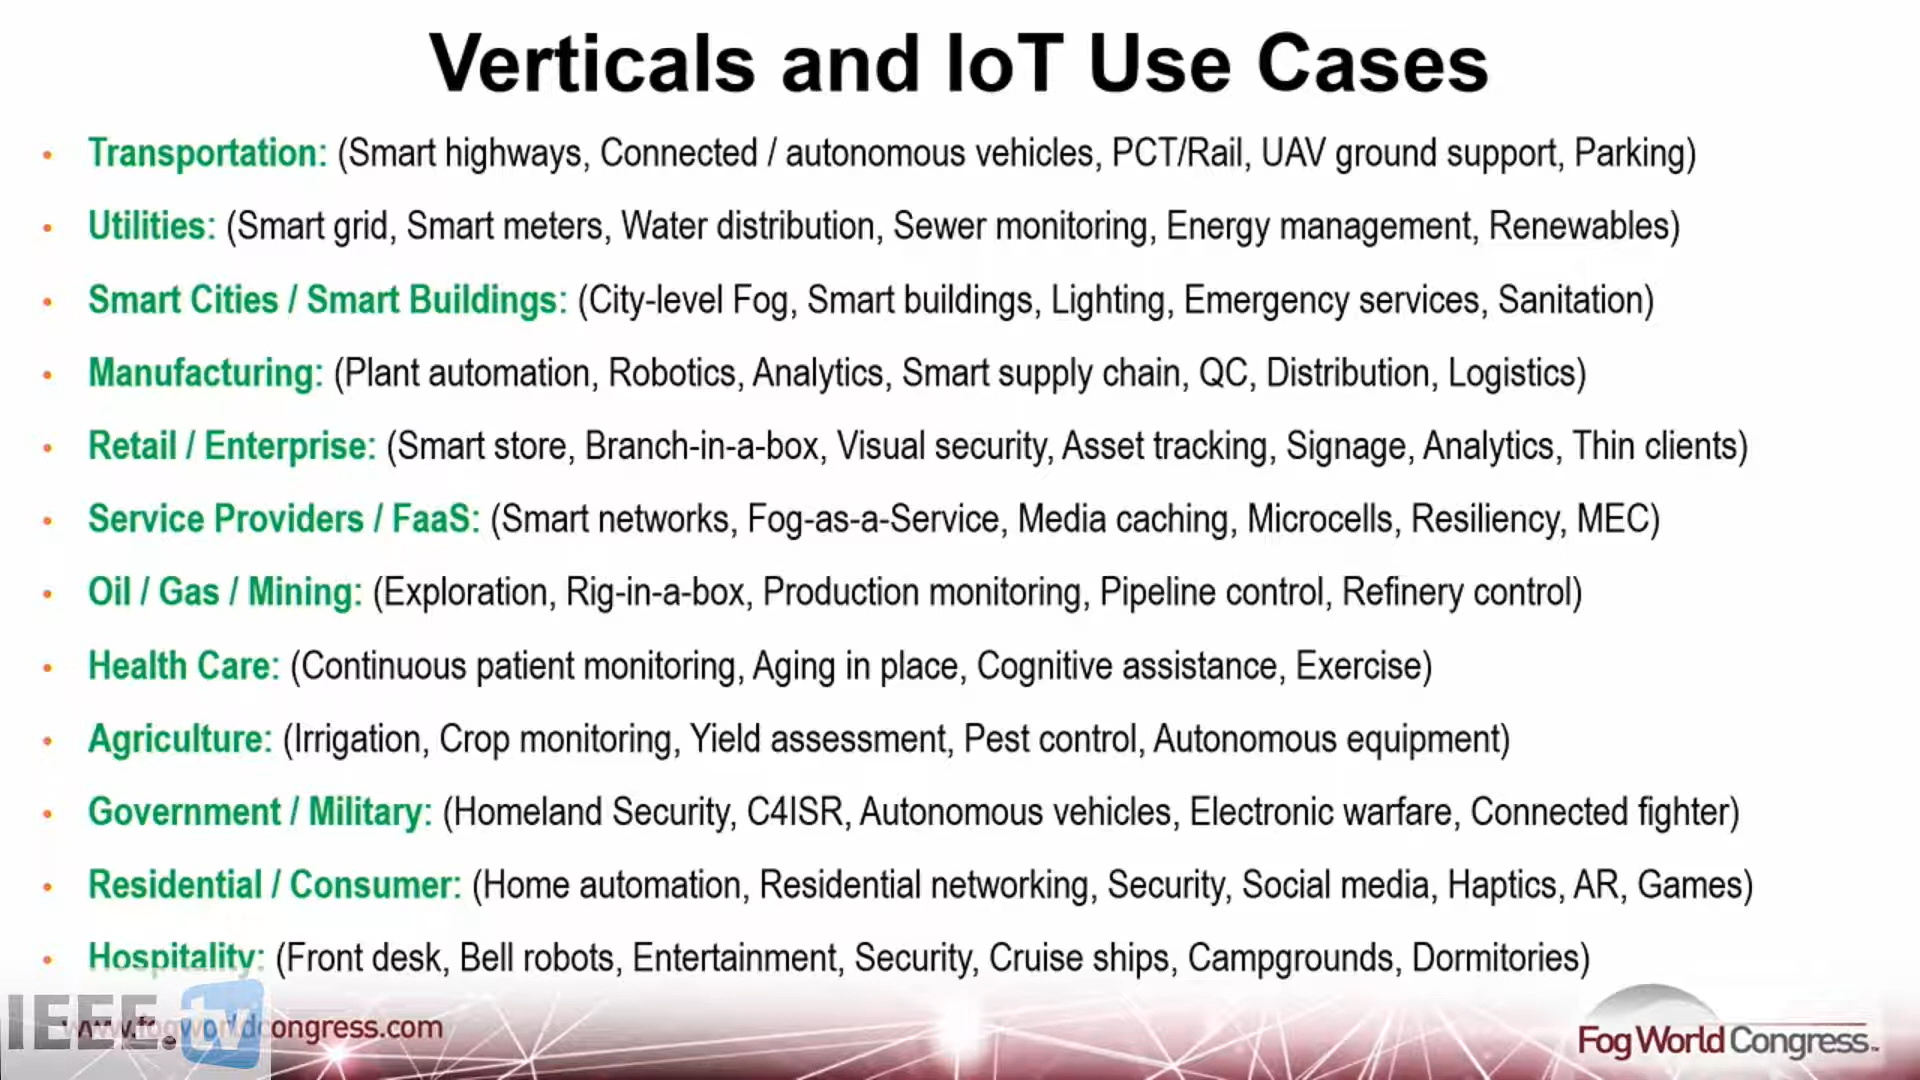 Verticals and IoT Use Cases
• Transportation: (Smart highways, Connected / autonomous vehicles, PCT/Rail, UAV ground support, Parking)
• Utilities: (Smart grid, Smart meters, Water distribution, Sewer monitoring, Energy management, Renewables)
• Smart Cities / Smart Buildings: (City-level Fog, Smart buildings, Lighting, Emergency services, Sanitation)
• Manufacturing: (Plant automation, Robotics, Analytics, Smart supply chain, QC, Distribution, Logistics)
• Retail / Enterprise: (Smart store, Branch-in-a-box, Visual security, Asset tracking, Signage, Analytics, Thin clients)
• Service Providers / FaaS: (Smart networks, Fog-as-a-Service, Media caching, Microcells, Resiliency, MEC)
• Oil / Gas / Mining: (Exploration, Rig-in-a-box, Production monitoring, Pipeline control, Refinery control)
• Health Care: (Continuous patient monitoring, Aging in place, Cognitive assistance, Exercise)
• Agriculture: (Irrigation, Crop monitoring, Yield assessment, Pest control, Autonomous equipment)
• Government / Military: (Homeland Security, C4ISR, Autonomous vehicles, Electronic warfare, Connected fighter)
• Residential / Consumer: (Home automation, Residential networking, Security, Social media, Haptics, AR, Games)
• Hospitality: (Front desk, Bell robots, Entertainment, Security, Cruise ships, Campgrounds, Dormitories)
IEEE.tv
www.fogworldcongress.com
Fog World Congress™